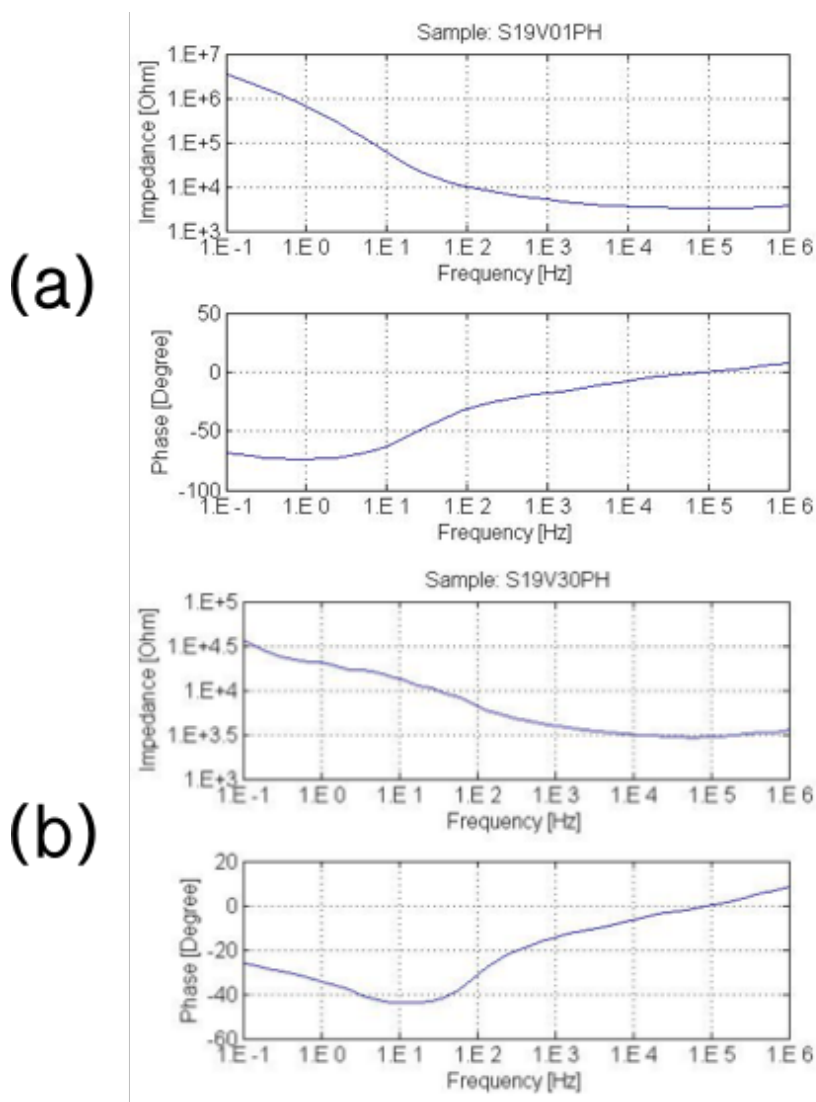 (a)
Sample: S19V01PH
Impedance [Ohm]
1.E+7
1.E+6
1.E+5
1.E+4
1.E+3
1.E -1 1.E 0 1.E 1 1.E 2 1.E 3 1.E 4 1.E 5 1.E 6
Frequency [Hz]
Phase [Degree]
50
0
-50
-100
1.E -1 1.E 0 1.E 1 1.E 2 1.E 3 1.E 4 1.E 5 1.E 6
Frequency [Hz]
(b)
Sample: S19V30PH
Impedance [Ohm]
1.E+5
1.E+4.5
1.E+4
1.E+3.5
1.E+3
1.E -1 1.E 0 1.E 1 1.E 2 1.E 3 1.E 4 1.E 5 1.E 6
Frequency [Hz]
Phase [Degree]
20
0
-20
-40
-60
1.E -1 1.E 0 1.E 1 1.E 2 1.E 3 1.E 4 1.E 5 1.E 6
Frequency [Hz]